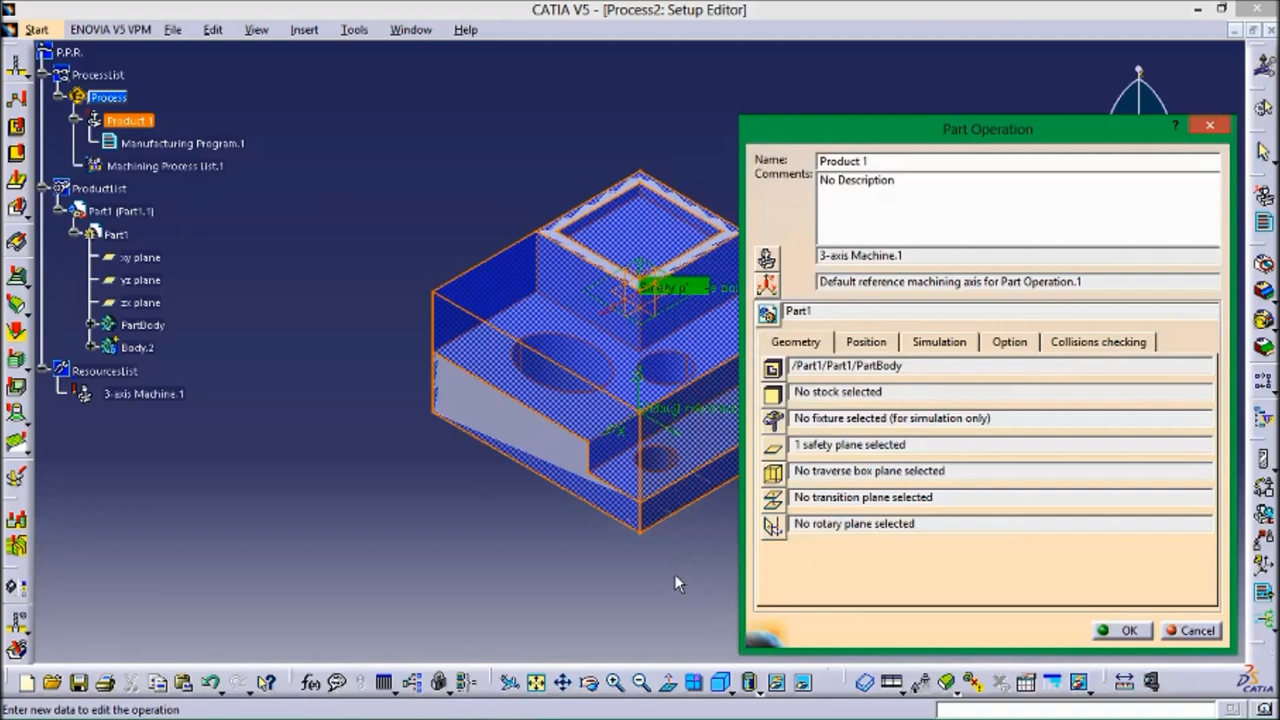 CATIA V5 - [Process2: Setup Editor]
Start ENOVIA V5 VPM File Edit View Insert Tools Window Help
P.P.R.
ProcessList
Process
Product 1
Manufacturing Program.1
Machining Process List.1
ProductList
Part1 (Part1.1)
Part1
xy plane
yz plane
zx plane
PartBody
Body.2
ResourcesList
3-axis Machine.1
Part Operation
?
Name: Product 1
Comments: No Description
3-axis Machine.1
Default reference machining axis for Part Operation.1
Part1
Geometry Position Simulation Option Collisions checking
/Part1/Part1/PartBody
No stock selected
No fixture selected (for simulation only)
1 safety plane selected
No traverse box plane selected
No transition plane selected
No rotary plane selected
OK Cancel
f(x)
CATIA
Enter new data to edit the operation